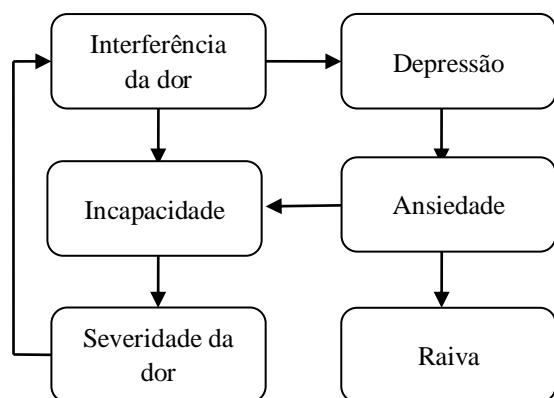 Interferência
da dor
Depressão
Incapacidade
Ansiedade
Severidade da
dor
Raiva